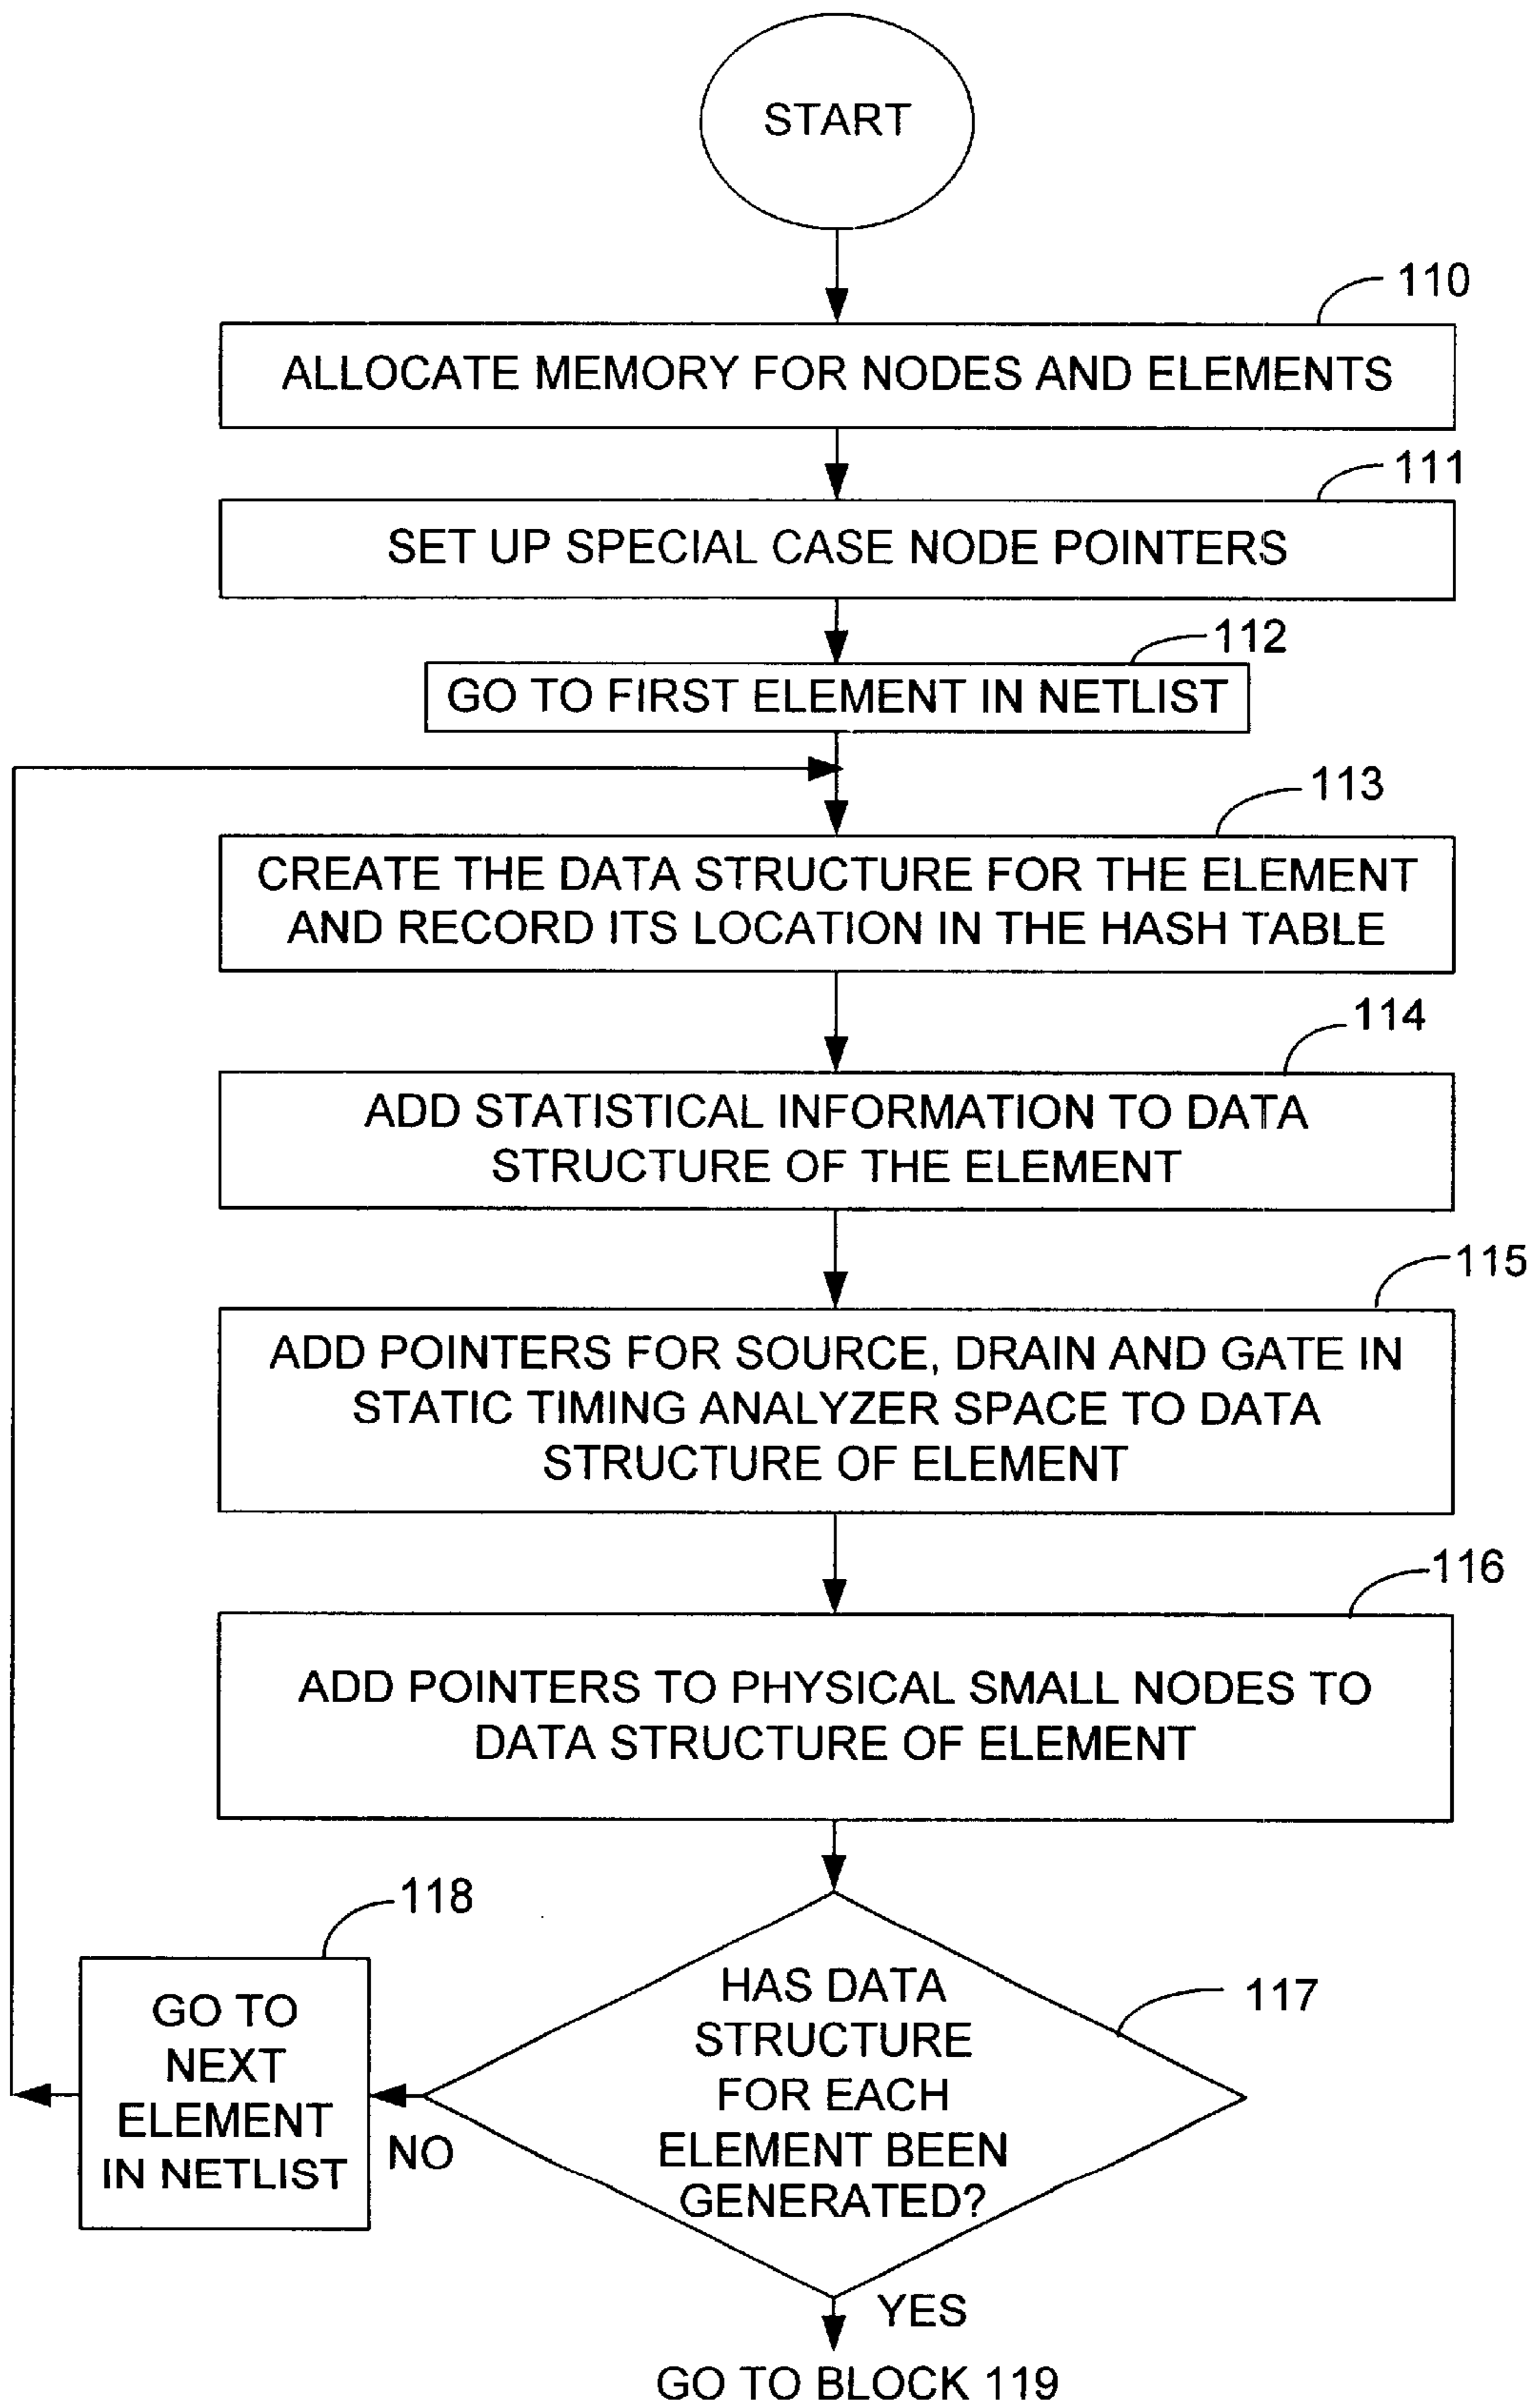 START
110
ALLOCATE MEMORY FOR NODES AND ELEMENTS
111
SET UP SPECIAL CASE NODE POINTERS
112
GO TO FIRST ELEMENT IN NETLIST
113
CREATE THE DATA STRUCTURE FOR THE ELEMENT
AND RECORD ITS LOCATION IN THE HASH TABLE
114
ADD STATISTICAL INFORMATION TO DATA
STRUCTURE OF THE ELEMENT
115
ADD POINTERS FOR SOURCE, DRAIN AND GATE IN
STATIC TIMING ANALYZER SPACE TO DATA
STRUCTURE OF ELEMENT
116
ADD POINTERS TO PHYSICAL SMALL NODES TO
DATA STRUCTURE OF ELEMENT
117
HAS DATA
STRUCTURE
FOR EACH
ELEMENT BEEN
GENERATED?
NO
118
GO TO
NEXT
ELEMENT
IN NETLIST
YES
GO TO BLOCK 119